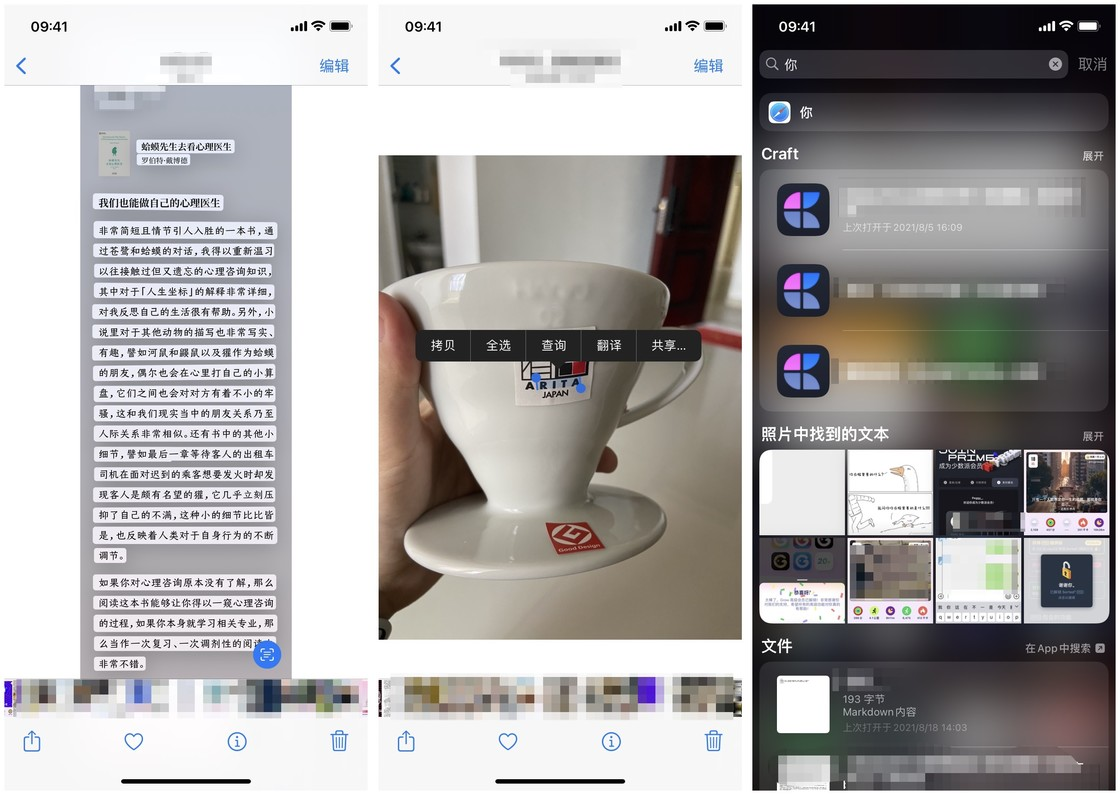 09:41
编辑
蛤蟆先生去看心理医生
罗伯特·戴博德
我们也能做自己的心理医生
非常简短且情节引人入胜的一本书，通
过苍鹭和蛤蟆的对话，我得以重新温习
以往接触过但又遗忘的心理咨询知识，
其中对于「人生坐标」的解释非常详细，
对我反思自己的生活很有帮助。另外，小
说里对于其他动物的描写也非常写实、
有趣，譬如河鼠和鼹鼠以及獾作为蛤蟆
的朋友，偶尔也会在心里打自己的小算
盘，它们之间也会对对方有着不小的牢
骚，这和我们现实当中的朋友关系乃至
人际关系非常相似。还有书中的其他小
细节，譬如最后一章等待客人的出租车
司机在面对迟到的乘客想要发火时却发
现客人是颇有名望的獾，它几乎立刻压
抑了自己的不满，这种小的细节比比皆
是，也反映着人类对于自身行为的不断
调节。
如果你对心理咨询原本没有了解，那么
阅读这本书能够让你得以一窥心理咨询
的过程，如果你本身就学习相关专业，那
么当作一次复习、一次调剂性的阅读也
非常不错。
09:41
编辑
拷贝 全选 查询 翻译 共享...
ARITA
JAPAN
Good Design
09:41
你
取消
你
Craft
展开
上次打开于 2021/8/5 16:09
照片中找到的文本
展开
PRIME
成为少数派会员
恭喜你!
谢谢你。
文件
在 App 中搜索
193 字节
Markdown 内容
上次打开于 2021/8/18 14:03